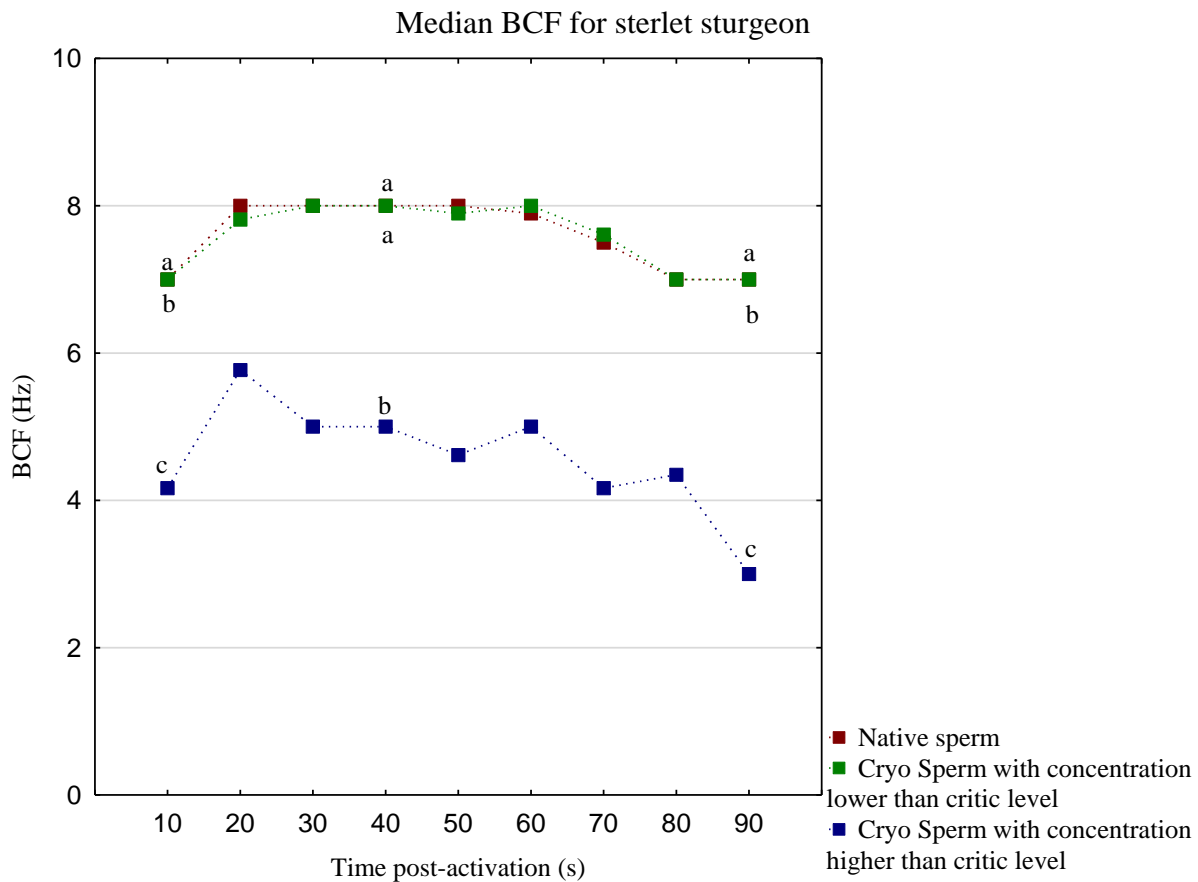 Median BCF for sterlet sturgeon
10
8
6
4
2
0
BCF (Hz)
a
b
a
a
a
b
c
b
c
10 20 30 40 50 60 70 80 90
Time post-activation (s)
Native sperm
Cryo Sperm with concentration
lower than critic level
Cryo Sperm with concentration
higher than critic level